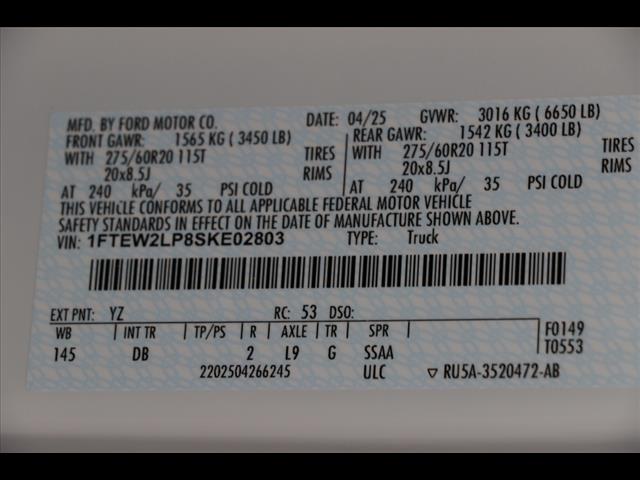 MFD. BY FORD MOTOR CO. DATE: 04/25 GVWR: 3016 KG ( 6650 LB)
FRONT GAWR: 1565 KG ( 3450 LB) REAR GAWR: 1542 KG ( 3400 LB)
WITH 275/60R20 115T TIRES WITH 275/60R20 115T TIRES
20x8.5J RIMS 20x8.5J RIMS
AT 240 kPa/ 35 PSI COLD AT 240 kPa/ 35 PSI COLD
THIS VEHICLE CONFORMS TO ALL APPLICABLE FEDERAL MOTOR VEHICLE
SAFETY STANDARDS IN EFFECT ON THE DATE OF MANUFACTURE SHOWN ABOVE.
VIN: 1FTEW2LP8SKE02803 TYPE: Truck
EXT PNT: YZ RC: 53 DSO:
WB INT TR TP/PS R AXLE TR SPR F0149
145 DB 2 L9 G SSAA T0553
2202504266245 ULC ▽ RU5A-3520472-AB